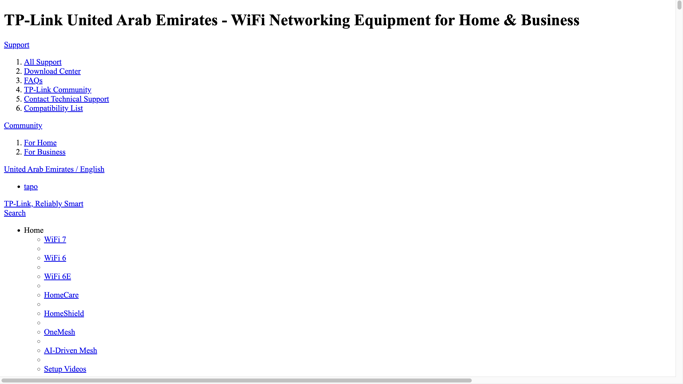 TP-Link United Arab Emirates - WiFi Networking Equipment for Home & Business
Support
1. All Support
2. Download Center
3. FAQs
4. TP-Link Community
5. Contact Technical Support
6. Compatibility List
Community
1. For Home
2. For Business
United Arab Emirates / English
tapo
TP-Link, Reliably Smart
Search
Home
WiFi 7
WiFi 6
WiFi 6E
HomeCare
HomeShield
OneMesh
AI-Driven Mesh
Setup Videos